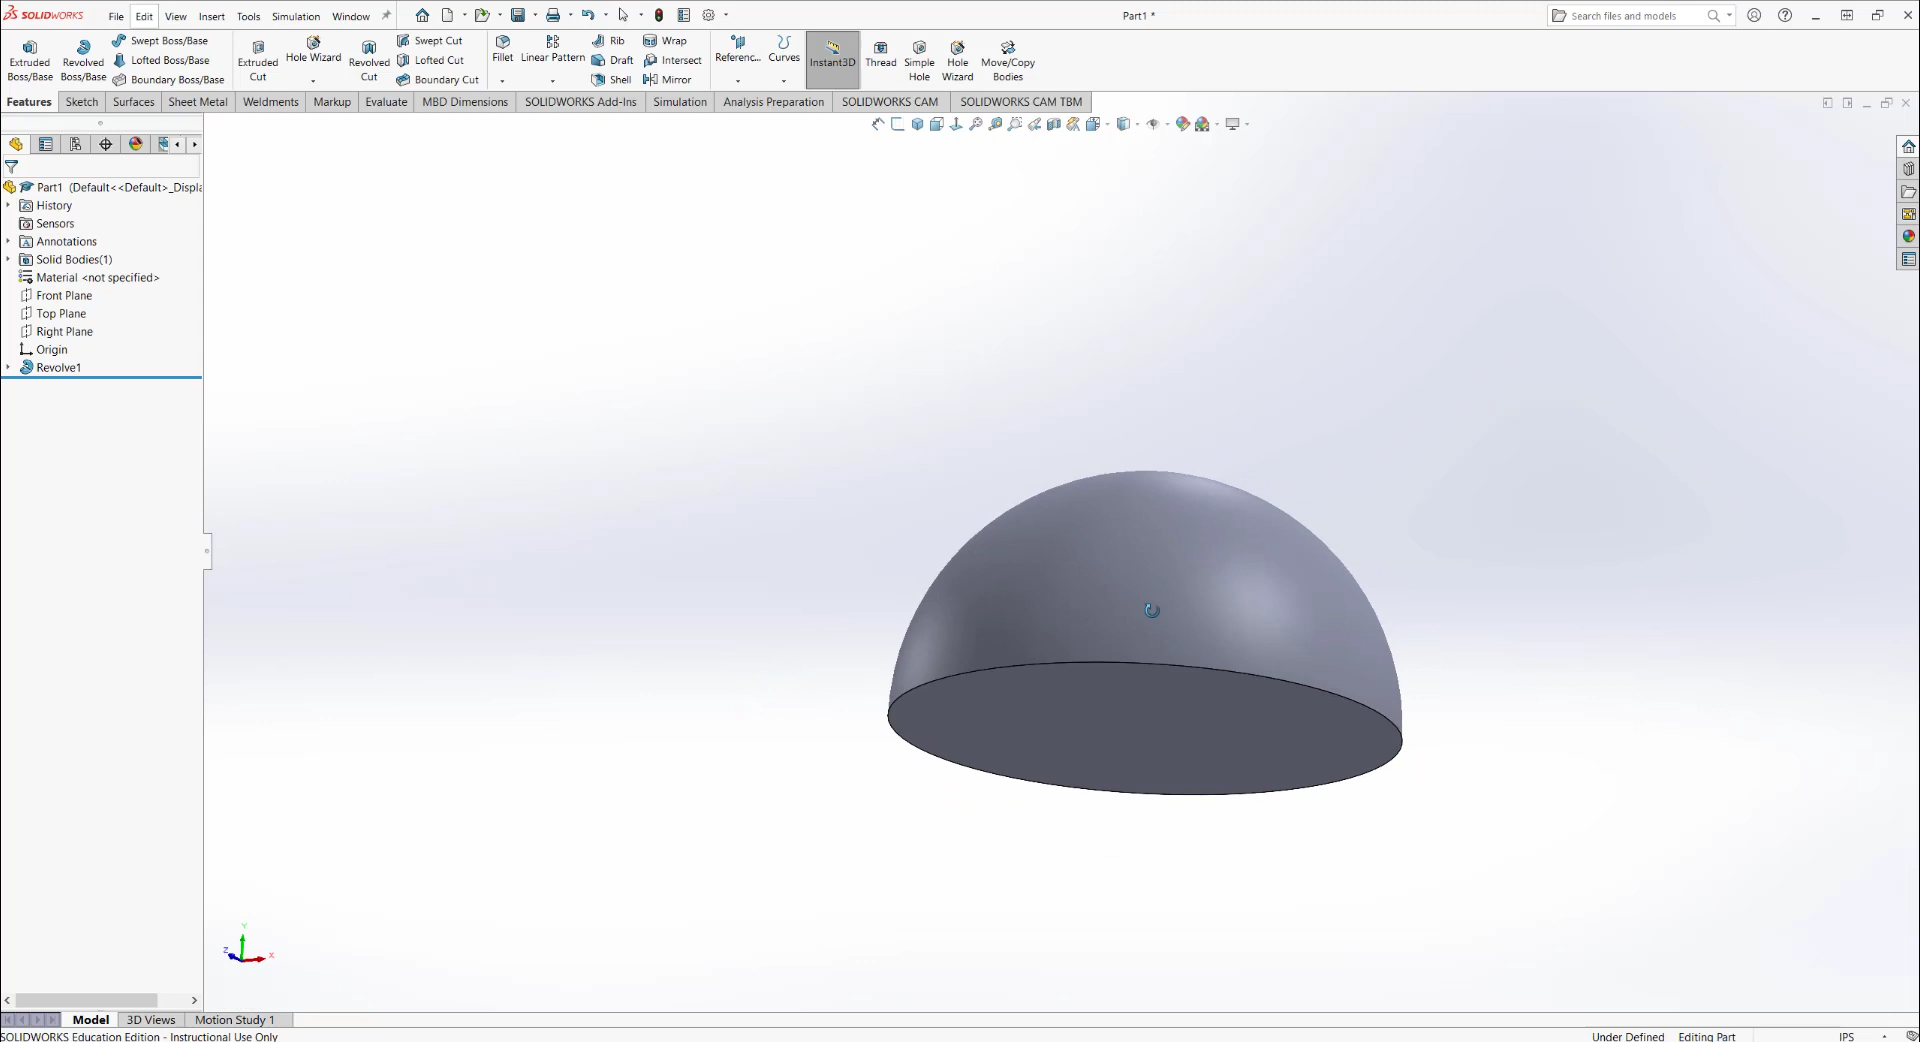 SOLIDWORKS File Edit View Insert Tools Simulation Window Part1 * Search files and models
Extruded Boss/Base
Revolved Boss/Base
Swept Boss/Base
Lofted Boss/Base
Boundary Boss/Base
Extruded Cut
Hole Wizard
Revolved Cut
Swept Cut
Lofted Cut
Boundary Cut
Fillet
Linear Pattern
Rib
Draft
Shell
Wrap
Intersect
Mirror
Referenc...
Curves
Instant3D
Thread
Simple Hole
Hole Wizard
Move/Copy Bodies
Features Sketch Surfaces Sheet Metal Weldments Markup Evaluate MBD Dimensions SOLIDWORKS Add-Ins Simulation Analysis Preparation SOLIDWORKS CAM SOLIDWORKS CAM TBM
Part1 (Default<<Default>_Displa
History
Sensors
Annotations
Solid Bodies(1)
Material <not specified>
Front Plane
Top Plane
Right Plane
Origin
Revolve1
Y
Z
X
Model 3D Views Motion Study 1
SOLIDWORKS Education Edition - Instructional Use Only Under Defined Editing Part IPS